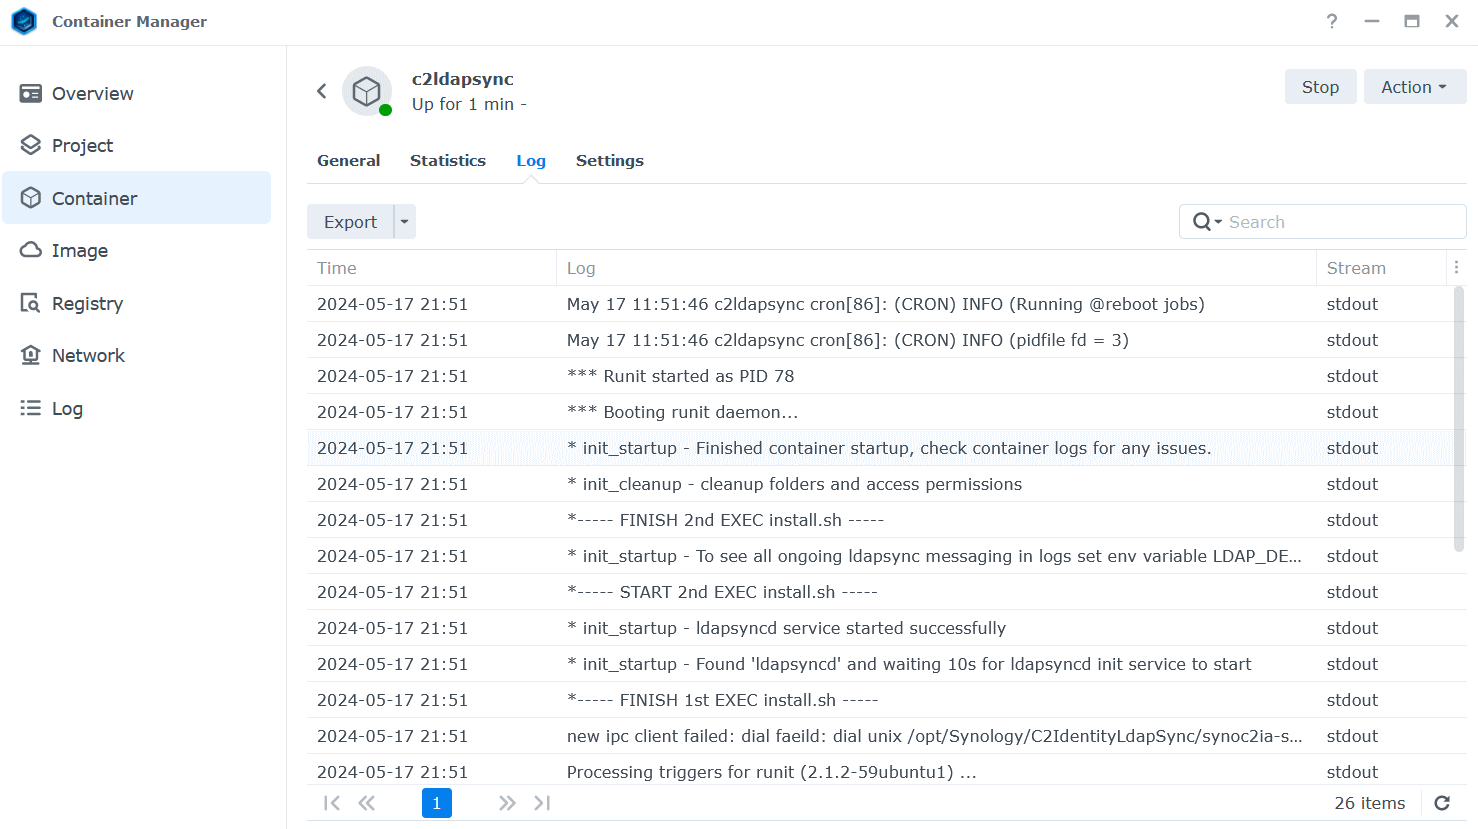 Container Manager
Overview
Project
Container
Image
Registry
Network
Log
c2ldapsync
Up for 1 min -
Stop
Action
General Statistics Log Settings
Export
Search
Time Log Stream
2024-05-17 21:51 May 17 11:51:46 c2ldapsync cron[86]: (CRON) INFO (Running @reboot jobs) stdout
2024-05-17 21:51 May 17 11:51:46 c2ldapsync cron[86]: (CRON) INFO (pidfile fd = 3) stdout
2024-05-17 21:51 *** Runit started as PID 78 stdout
2024-05-17 21:51 *** Booting runit daemon... stdout
2024-05-17 21:51 * init_startup - Finished container startup, check container logs for any issues. stdout
2024-05-17 21:51 * init_cleanup - cleanup folders and access permissions stdout
2024-05-17 21:51 *----- FINISH 2nd EXEC install.sh ----- stdout
2024-05-17 21:51 * init_startup - To see all ongoing ldapsync messaging in logs set env variable LDAP_DE... stdout
2024-05-17 21:51 *----- START 2nd EXEC install.sh ----- stdout
2024-05-17 21:51 * init_startup - ldapsyncd service started successfully stdout
2024-05-17 21:51 * init_startup - Found 'ldapsyncd' and waiting 10s for ldapsyncd init service to start stdout
2024-05-17 21:51 *----- FINISH 1st EXEC install.sh ----- stdout
2024-05-17 21:51 new ipc client failed: dial faeild: dial unix /opt/Synology/C2IdentityLdapSync/synoc2ia-s... stdout
2024-05-17 21:51 Processing triggers for runit (2.1.2-59ubuntu1) ... stdout
1
26 items